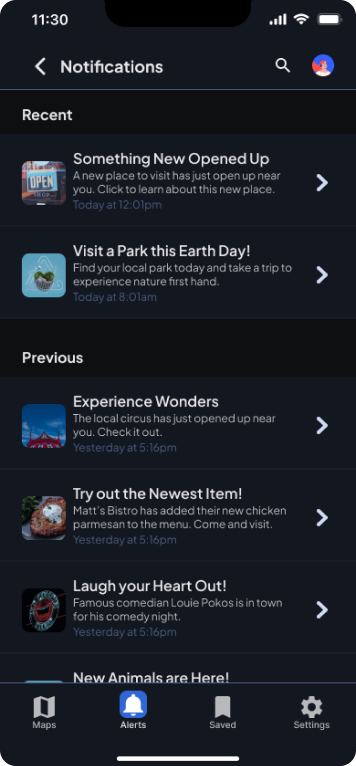 11:30
Notifications
Recent
Something New Opened Up
A new place to visit has just open up near
you. Click to learn about this new place.
Today at 12:01pm
OPEN
Visit a Park this Earth Day!
Find your local park today and take a trip to
experience nature first hand.
Today at 8:01am
Previous
Experience Wonders
The local circus has just opened up near
you. Check it out.
Yesterday at 5:16pm
Try out the Newest Item!
Matt's Bistro has added their new chicken
parmesan to the menu. Come and visit.
Yesterday at 5:16pm
Laugh your Heart Out!
Famous comedian Louie Pokos is in town
for his comedy night.
Yesterday at 5:16pm
New Animals are Here!
Maps
Alerts
Saved
Settings